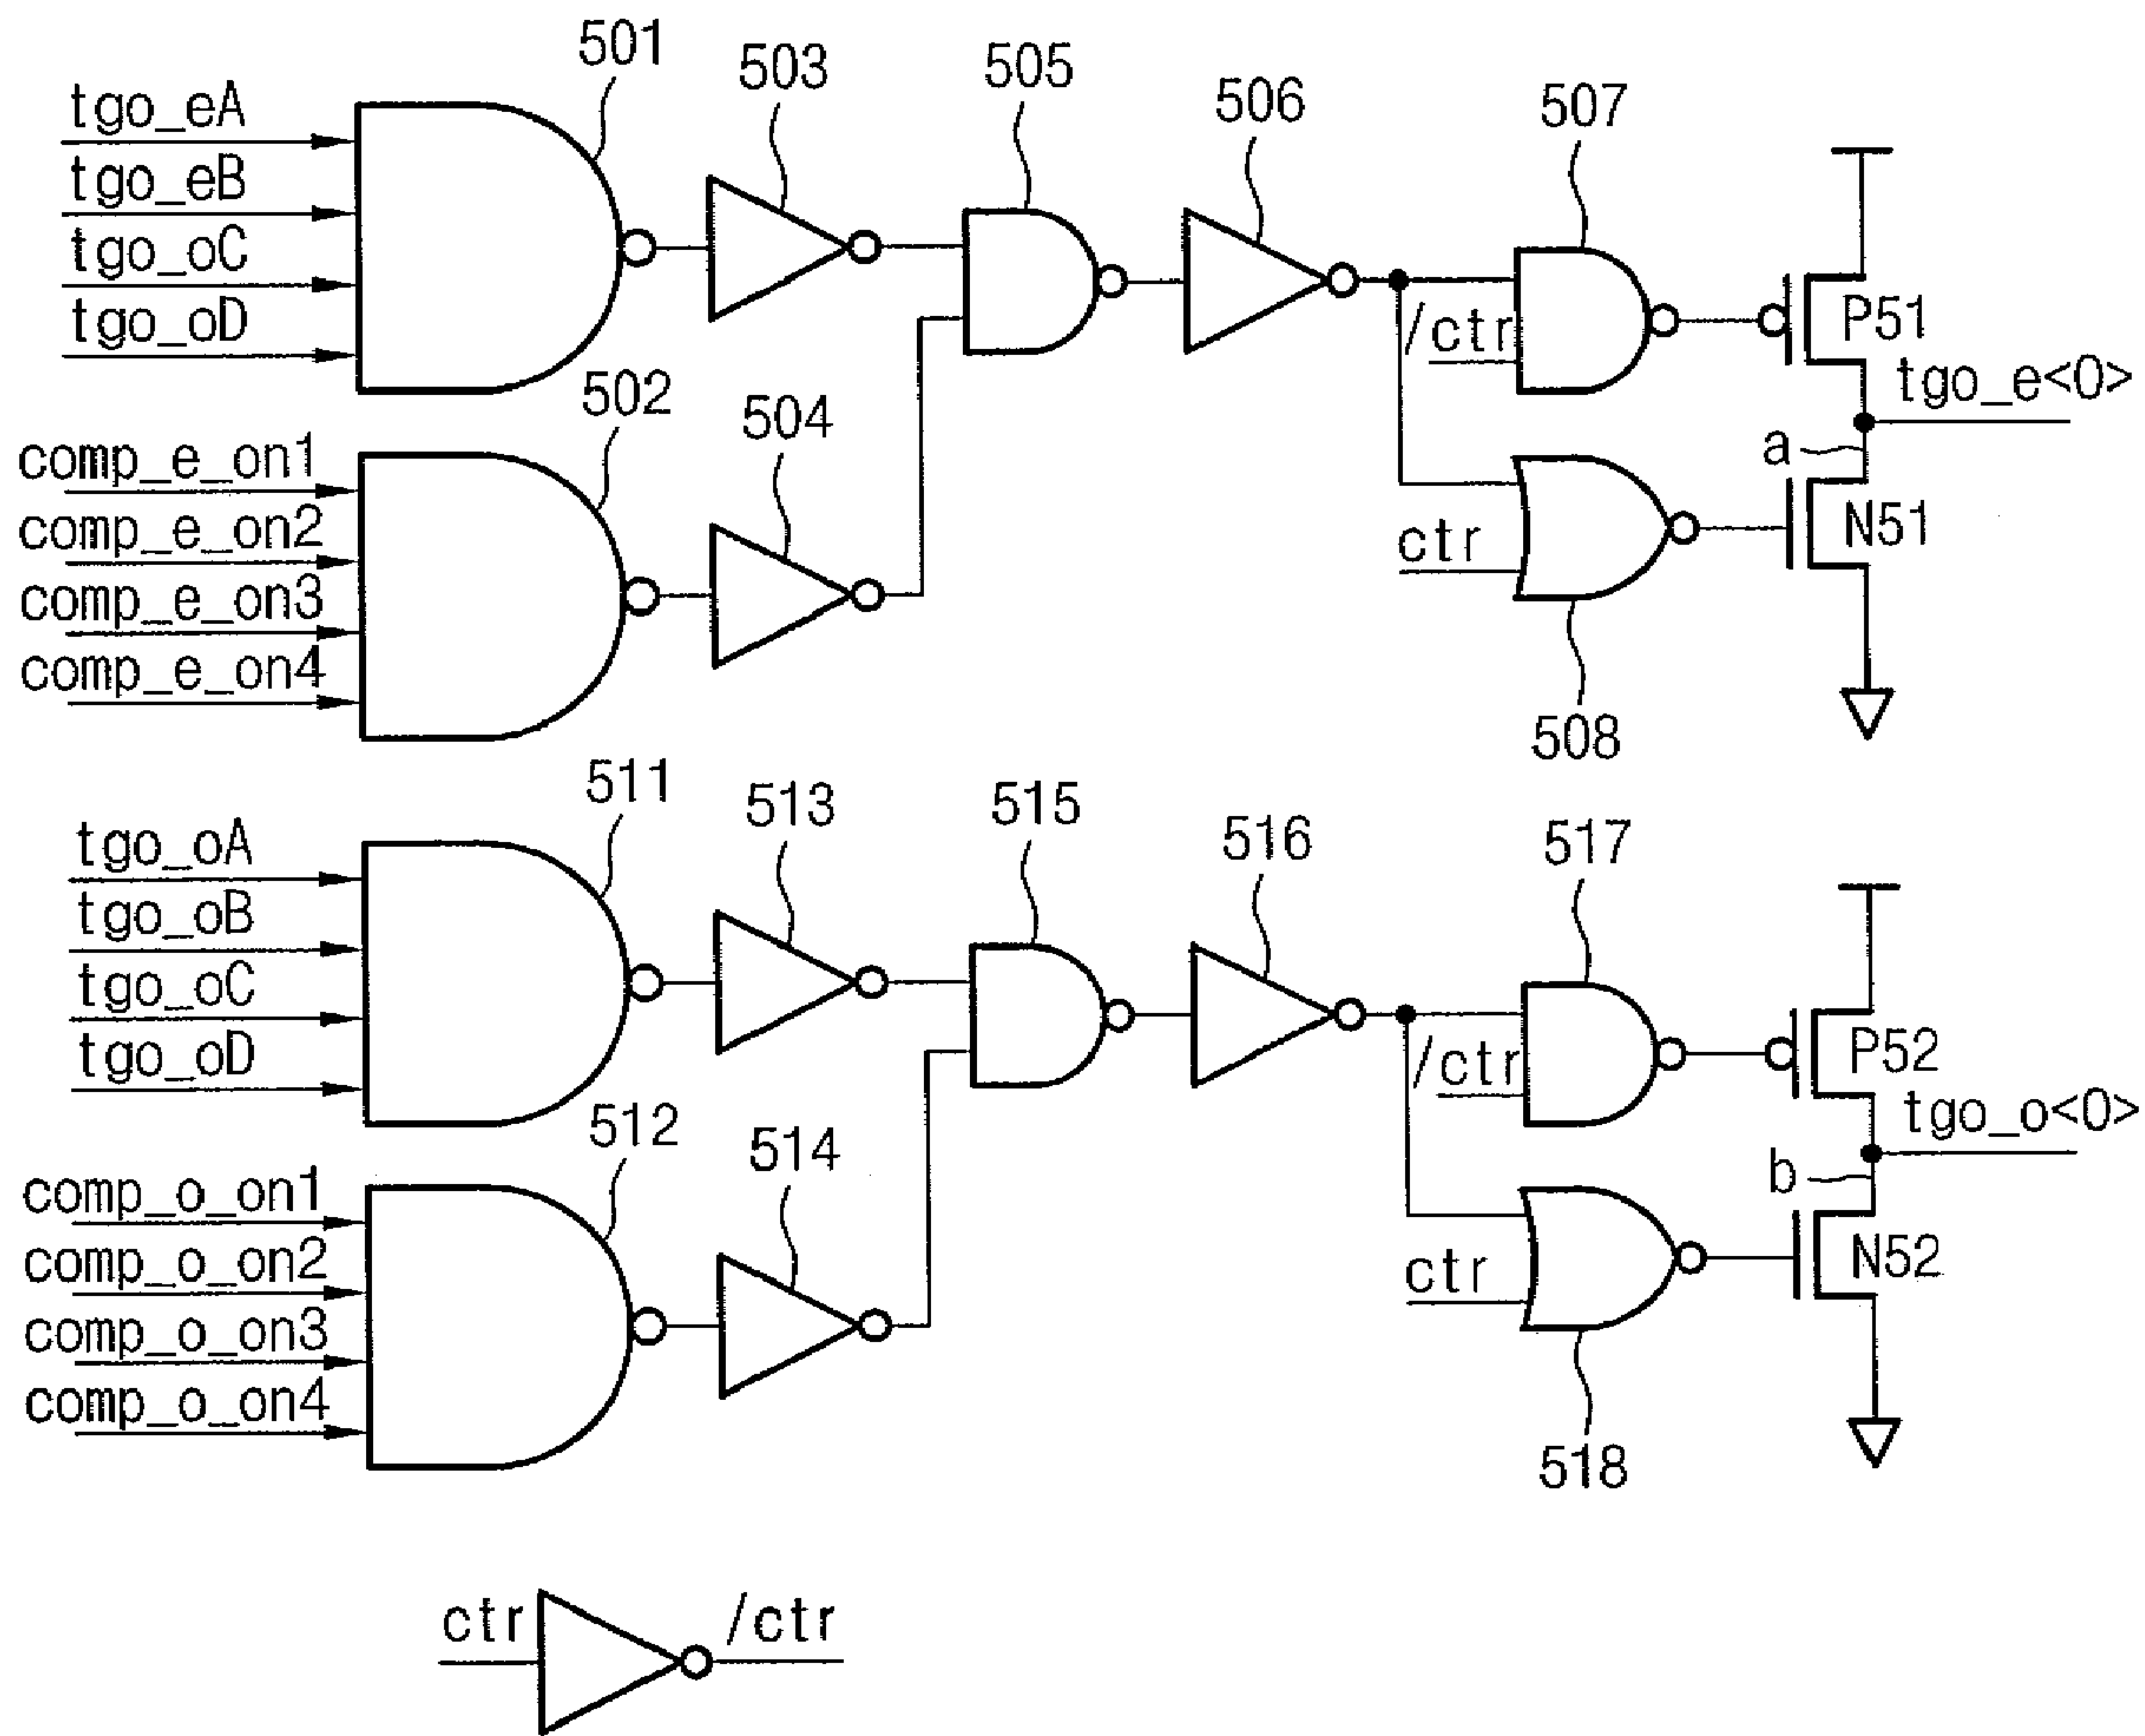 501
503
505
506
507
tgo_eA
tgo_eB
tgo_oC
tgo_oD
/ctr
P51
tgo_e<0>
502
504
a
comp_e_on1
comp_e_on2
comp_e_on3
comp_e_on4
ctr
N51
508
511
513
515
516
517
tgo_oA
tgo_oB
tgo_oC
tgo_oD
/ctr
P52
tgo_o<0>
512
514
b
comp_o_on1
comp_o_on2
comp_o_on3
comp_o_on4
ctr
N52
518
ctr
/ctr